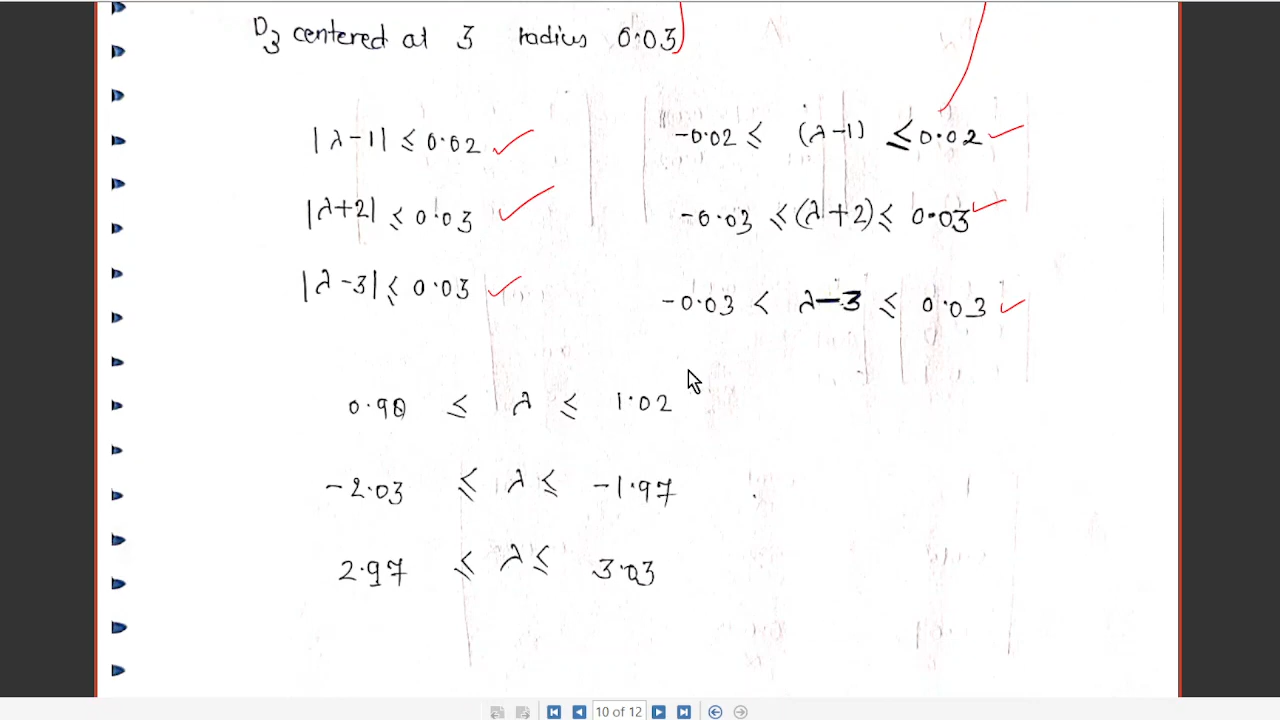 D3 centered at 3 radius 0.03
|λ-1| ≤ 0.02 -0.02 ≤ (λ-1) ≤ 0.02
|λ+2| ≤ 0.03 -0.03 ≤ (λ+2) ≤ 0.03
|λ-3| ≤ 0.03 -0.03 < λ-3 ≤ 0.03
0.98 ≤ λ ≤ 1.02
-2.03 ≤ λ ≤ -1.97
2.97 ≤ λ ≤ 3.03
10 of 12